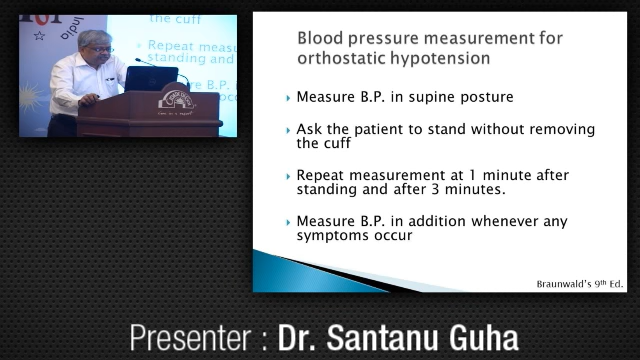 India
the cuff
Repeat measu
standing and
Blood pressure measurement for
orthostatic hypotension
Measure B.P. in supine posture
Ask the patient to stand without removing
the cuff
Repeat measurement at 1 minute after
standing and after 3 minutes.
Measure B.P. in addition whenever any
symptoms occur
Braunwald's 9th Ed.
Presenter : Dr. Santanu Guha